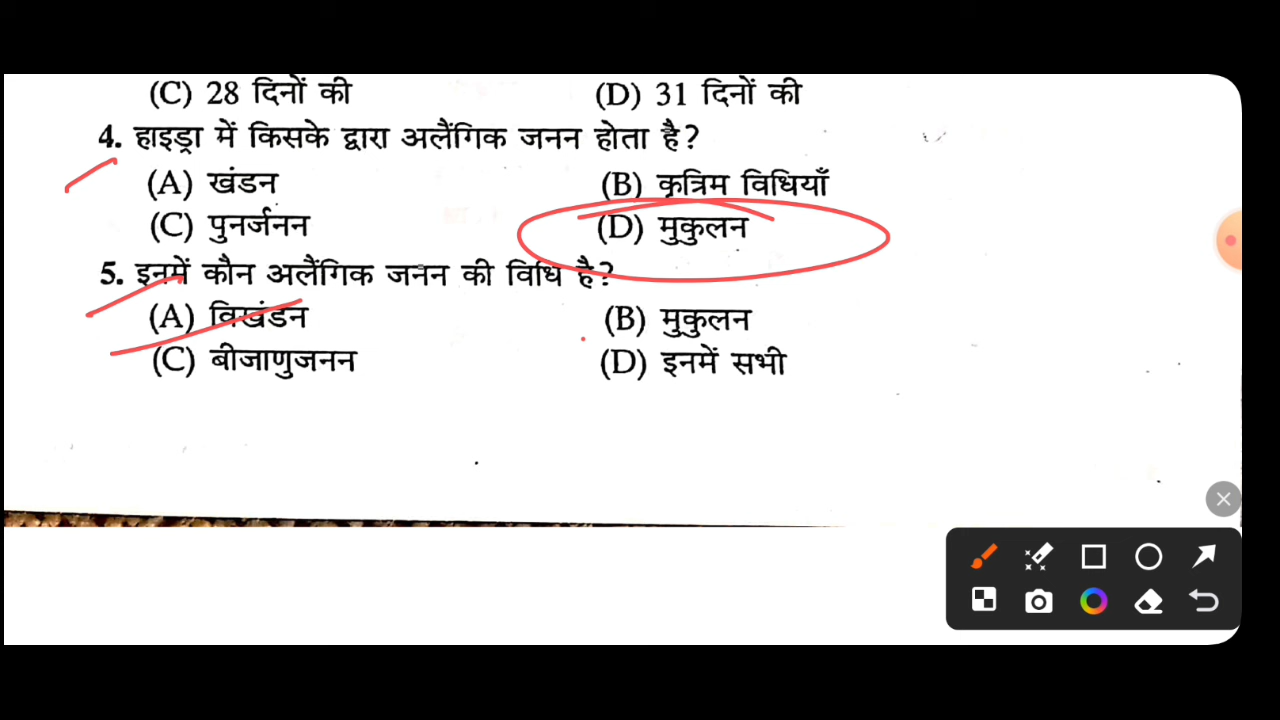 (C) 28 दिनों की (D) 31 दिनों की
4. हाइड्रा में किसके द्वारा अलैंगिक जनन होता है?
(A) खंडन (B) कृत्रिम विधियाँ
(C) पुनर्जनन (D) मुकुलन
5. इनमें कौन अलैंगिक जनन की विधि है?
(A) विखंडन (B) मुकुलन
(C) बीजाणुजनन (D) इनमें सभी